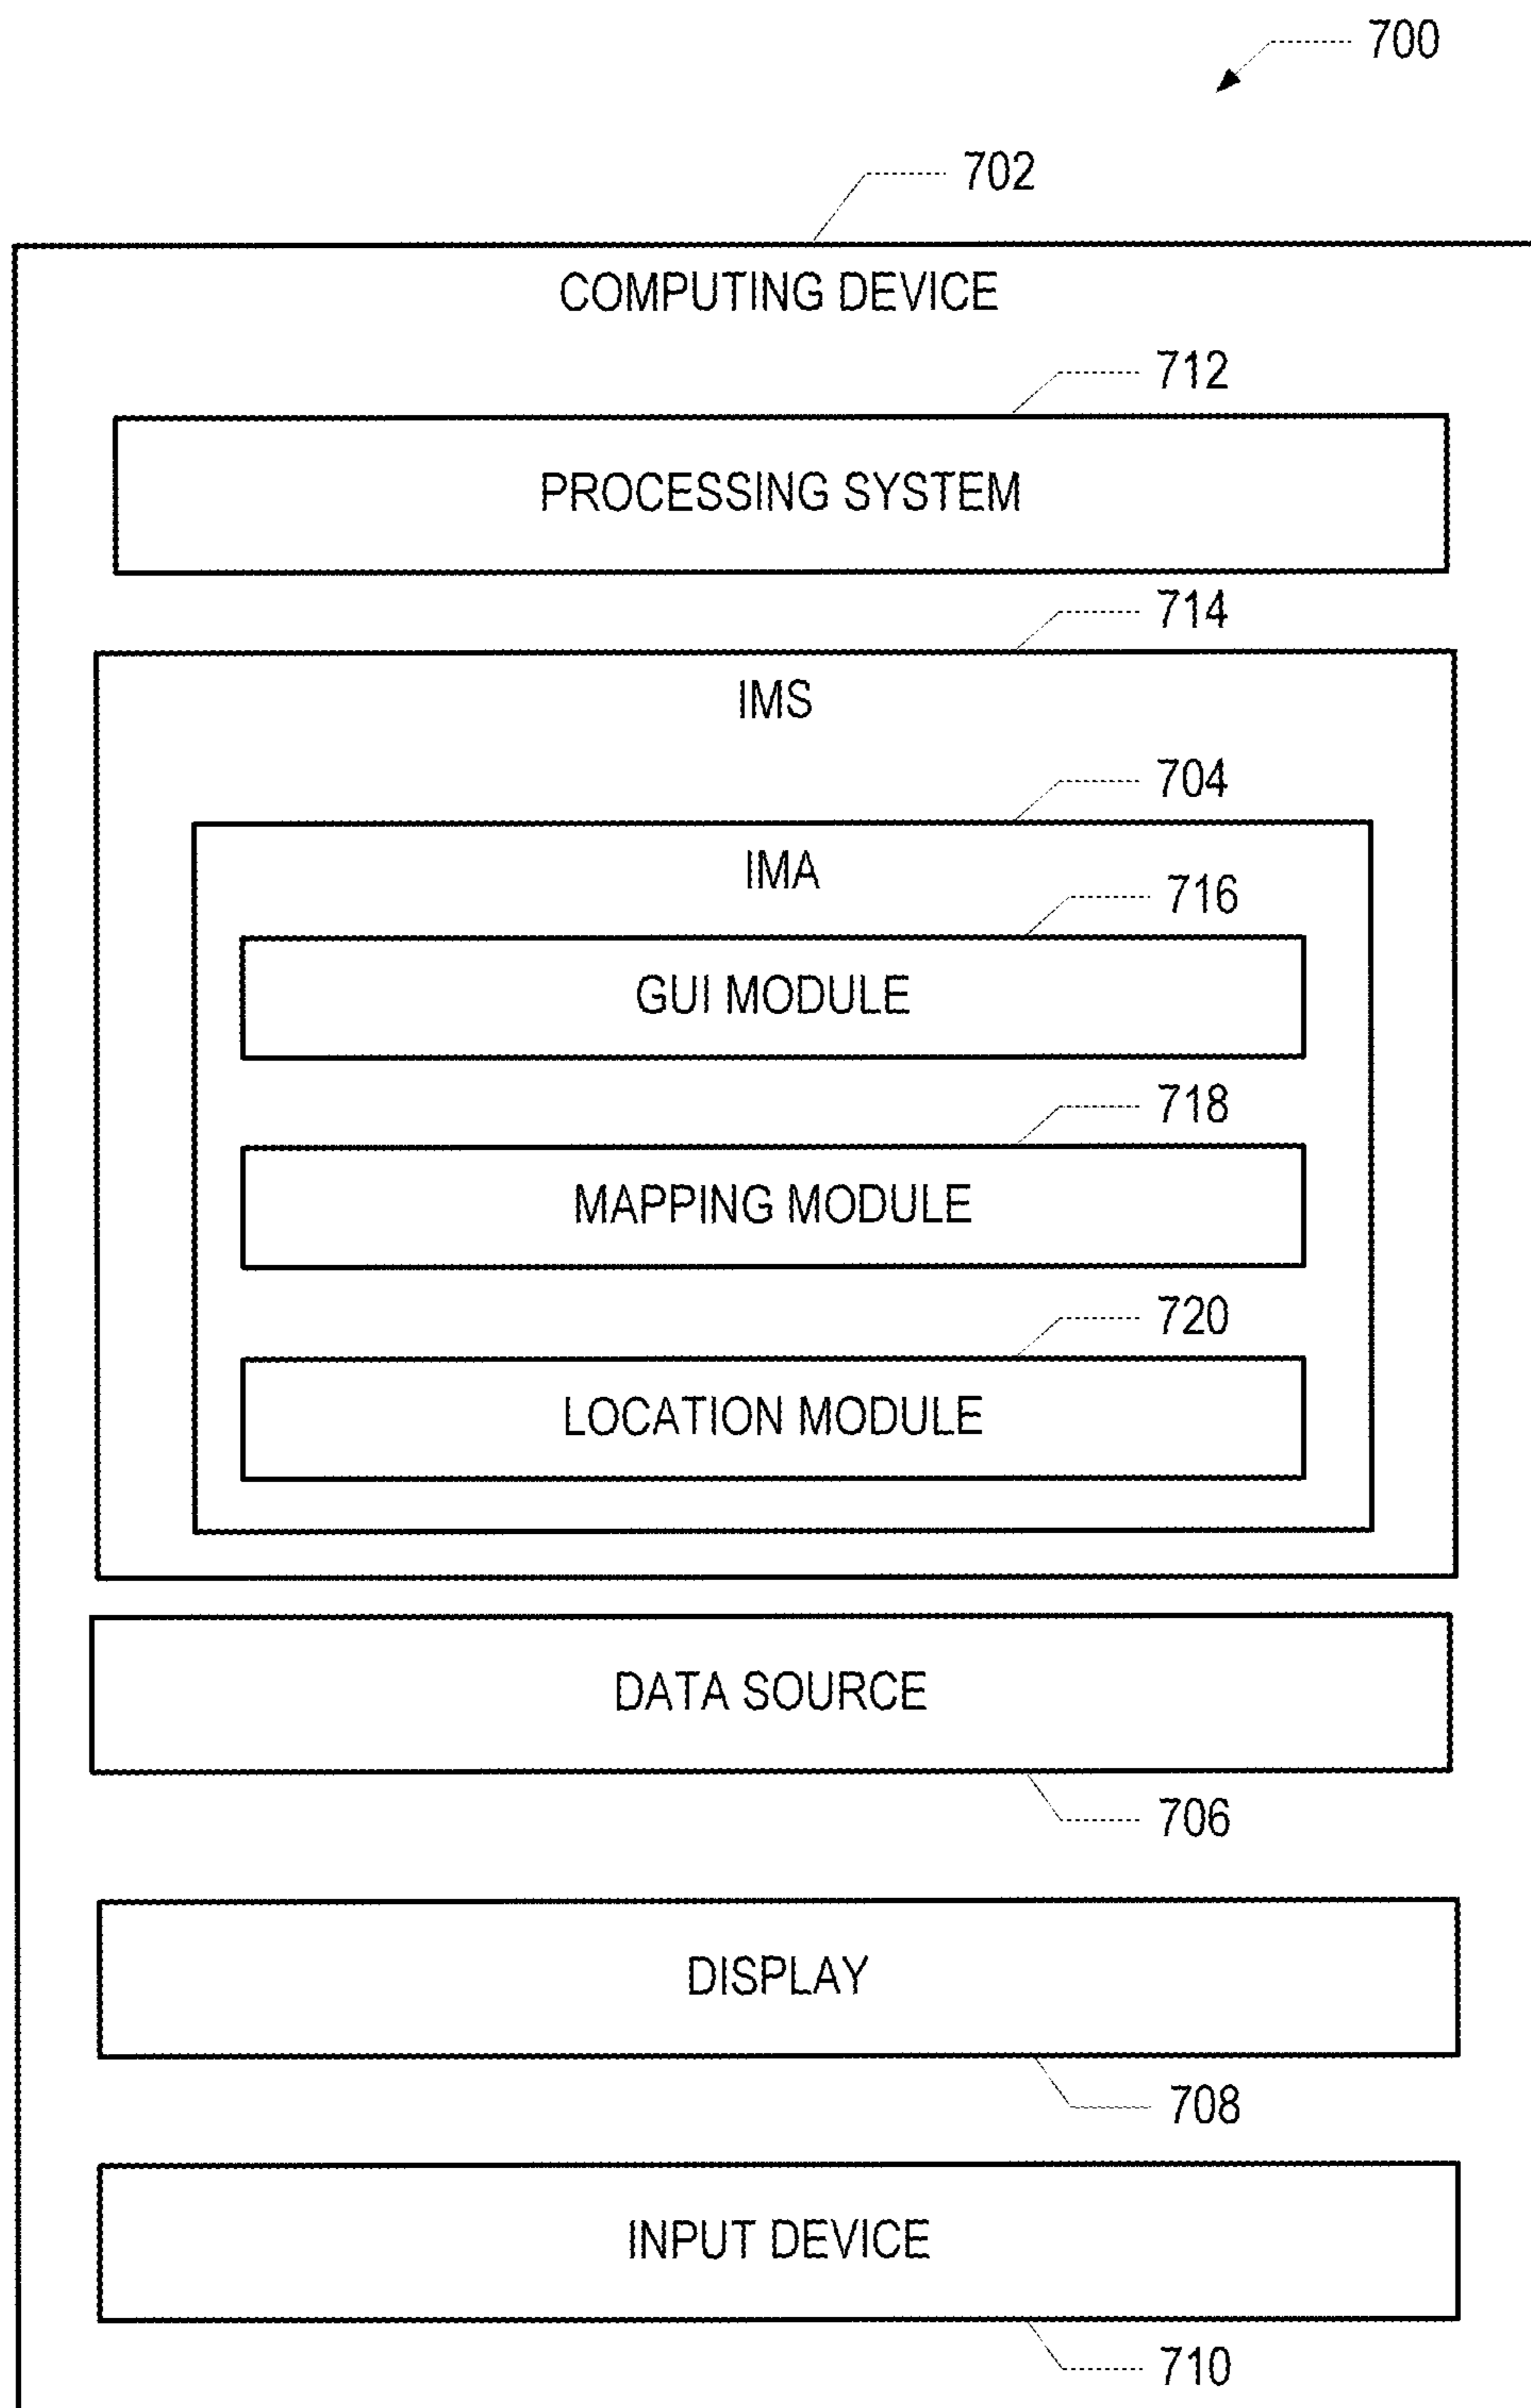 700
702
COMPUTING DEVICE
712
PROCESSING SYSTEM
714
IMS
704
IMA
716
GUI MODULE
718
MAPPING MODULE
720
LOCATION MODULE
DATA SOURCE
706
DISPLAY
708
INPUT DEVICE
710